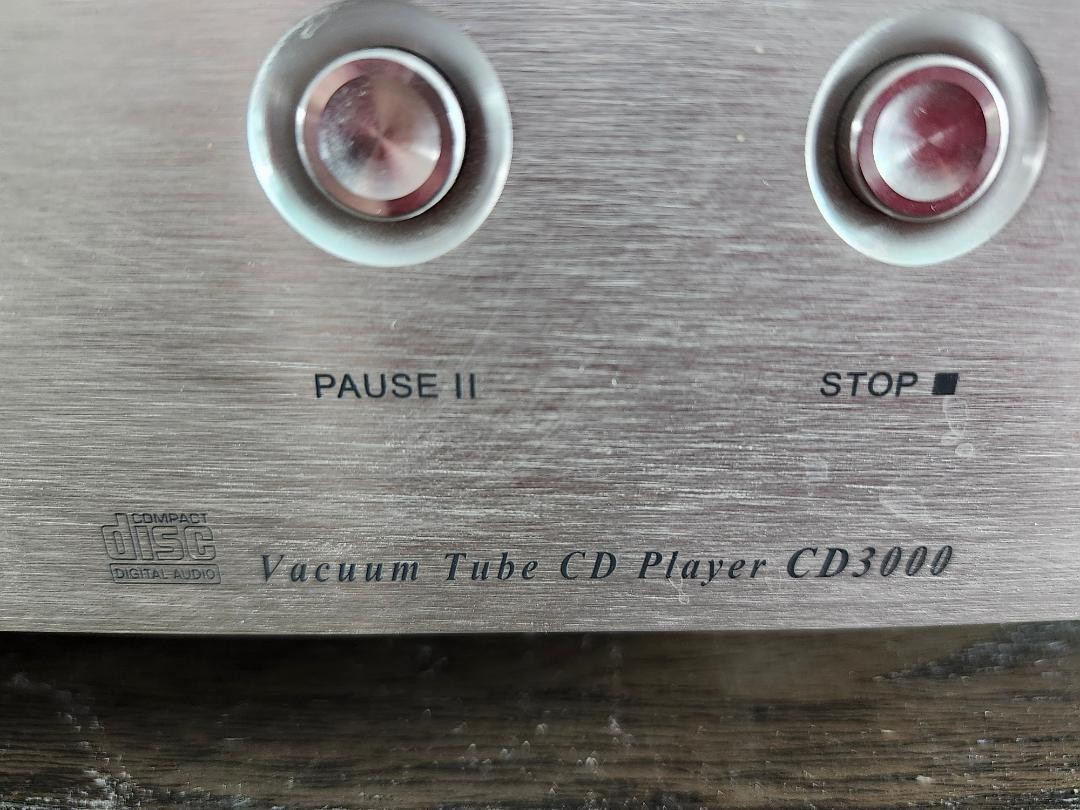 PAUSE II
STOP ■
COMPACT
disc
DIGITAL AUDIO
Vacuum Tube CD Player CD3000